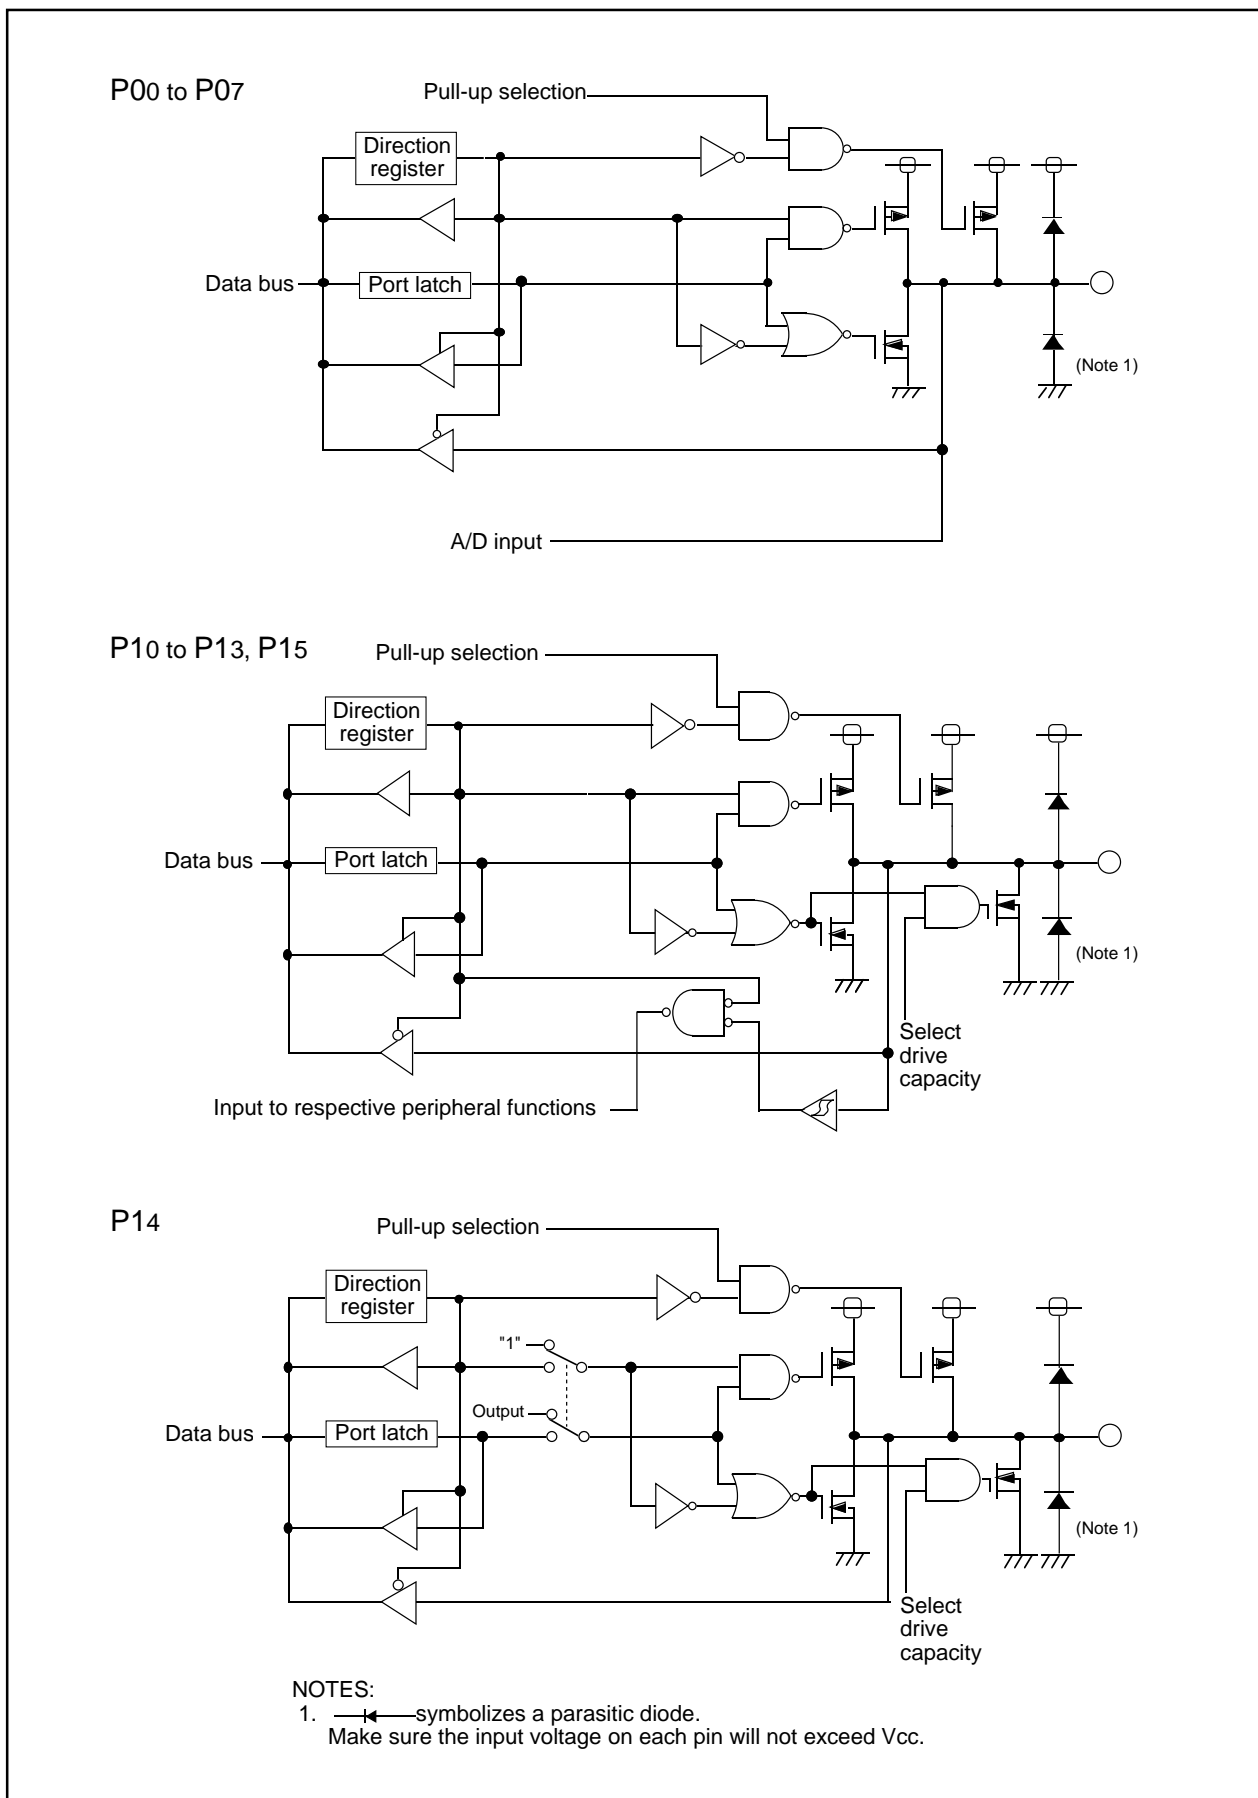 P00 to P07
Pull-up selection
Direction
register
Data bus
Port latch
(Note 1)
A/D input
P10 to P13, P15
Pull-up selection
Direction
register
Data bus
Port latch
(Note 1)
Select
drive
capacity
Input to respective peripheral functions
P14
Pull-up selection
Direction
register
"1"
Output
Data bus
Port latch
(Note 1)
Select
drive
capacity
NOTES:
1. symbolizes a parasitic diode.
Make sure the input voltage on each pin will not exceed Vcc.